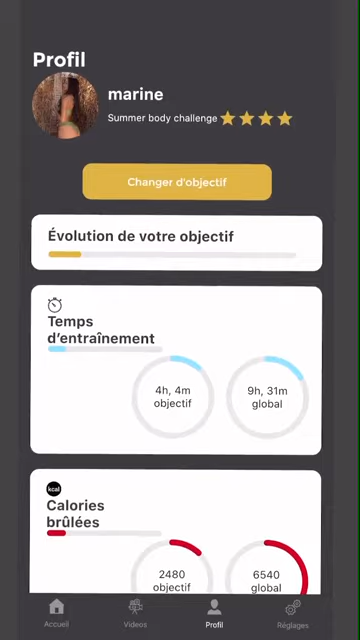 Profil
marine
Summer body challenge
Changer d'objectif
Évolution de votre objectif
Temps
d'entraînement
4h, 4m
objectif
9h, 31m
global
kcal
Calories
brûlées
2480
objectif
6540
global
Accueil
Videos
Profil
Réglages